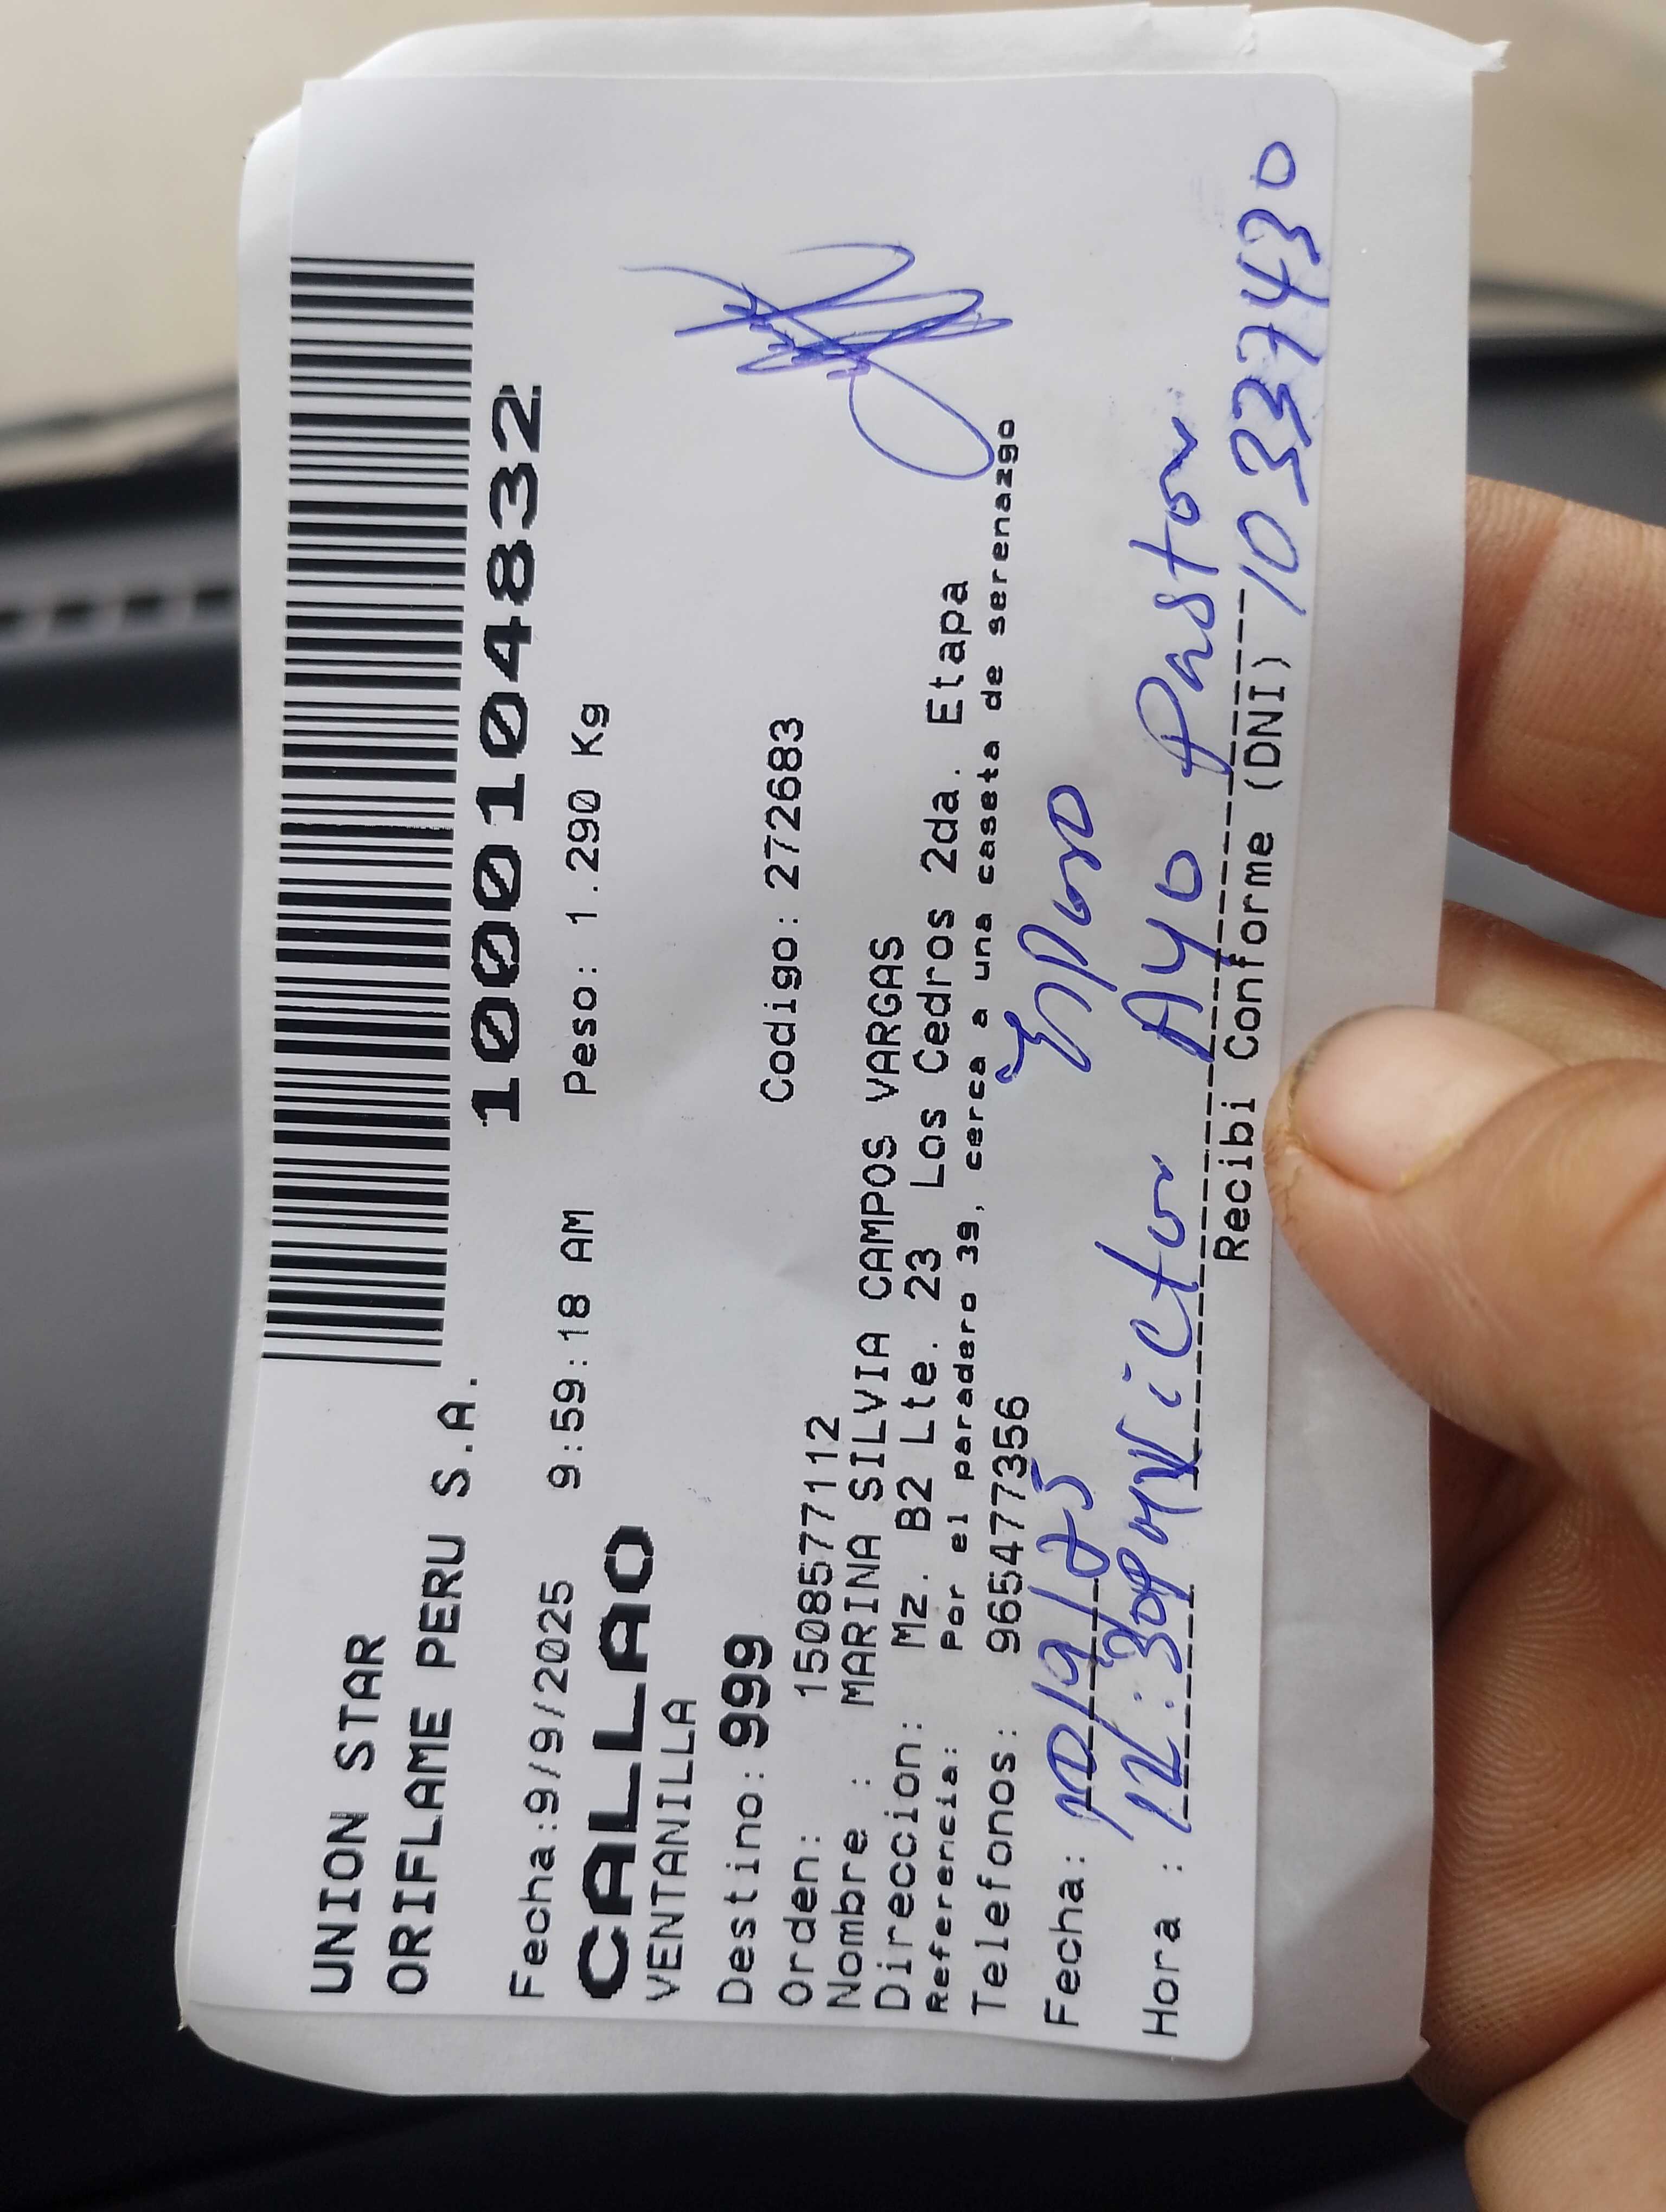 UNION STAR
ORIFLAME PERU S.A.
1000104832
Fecha:9/9/2025 9:59:18 AM Peso: 1.290 Kg
CALLAO
VENTANILLA
Destino: 999 Codigo: 272683
Orden: 1508577112
Nombre : MARINA SILVIA CAMPOS VARGAS
Direccion: Mz. B2 Lte. 23 Los Cedros 2da. Etapa
Referencia: Por el paradero 39, cerca a una caseta de serenazgo
Telefonos: 965477356
Esposo
Fecha: 10/9/25
Hora : 12:30PM Victor Ayo Pastor
Recibi Conforme (DNI) 10337430